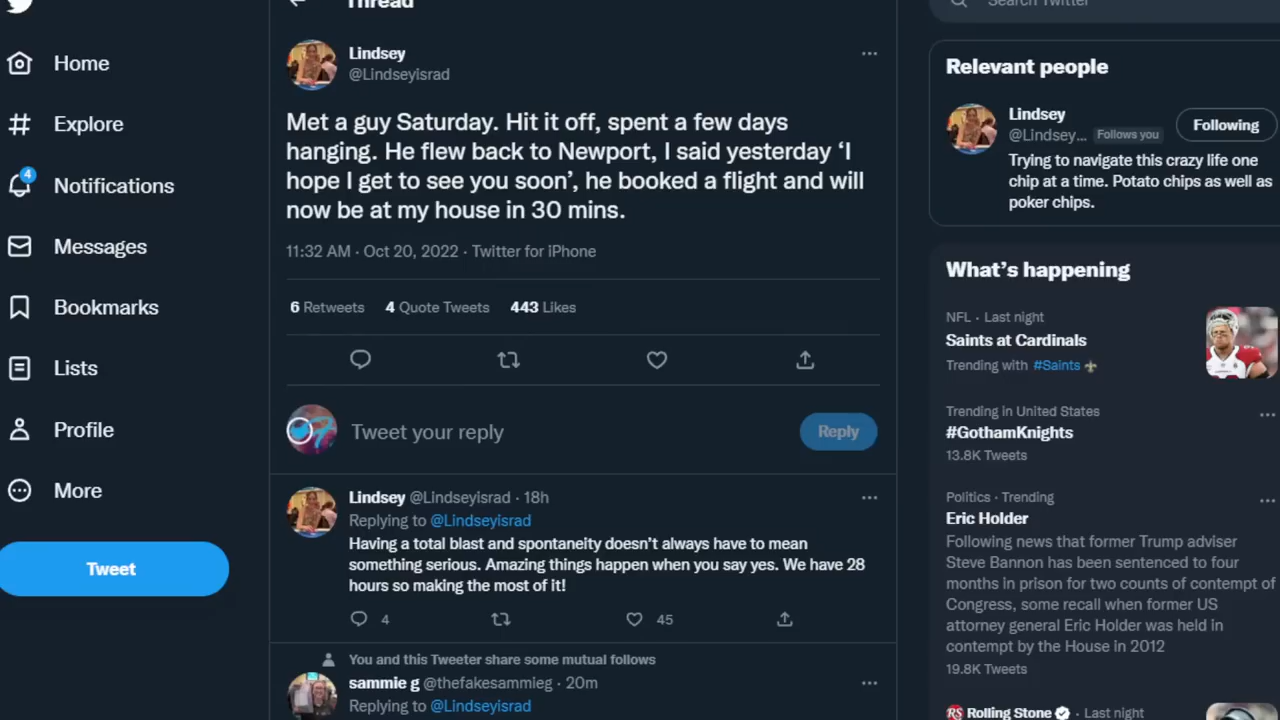 Thread
Search Twitter
Home
Explore
4
Notifications
Messages
Bookmarks
Lists
Profile
More
Tweet
Lindsey
@Lindseyisrad
Met a guy Saturday. Hit it off, spent a few days
hanging. He flew back to Newport, I said yesterday ‘I
hope I get to see you soon’, he booked a flight and will
now be at my house in 30 mins.
11:32 AM · Oct 20, 2022 · Twitter for iPhone
6 Retweets 4 Quote Tweets 443 Likes
Tweet your reply
Reply
Lindsey @Lindseyisrad · 18h
Replying to @Lindseyisrad
Having a total blast and spontaneity doesn’t always have to mean
something serious. Amazing things happen when you say yes. We have 28
hours so making the most of it!
4 45
You and this Tweeter share some mutual follows
sammie g @thefakesammieg · 20m
Replying to @Lindseyisrad
Relevant people
Lindsey
@Lindsey... Follows you
Following
Trying to navigate this crazy life one
chip at a time. Potato chips as well as
poker chips.
What’s happening
NFL · Last night
Saints at Cardinals
Trending with #Saints
Trending in United States
#GothamKnights
13.8K Tweets
Politics · Trending
Eric Holder
Following news that former Trump adviser
Steve Bannon has been sentenced to four
months in prison for two counts of contempt of
Congress, some recall when former US
attorney general Eric Holder was held in
contempt by the House in 2012
19.8K Tweets
RS Rolling Stone · Last night